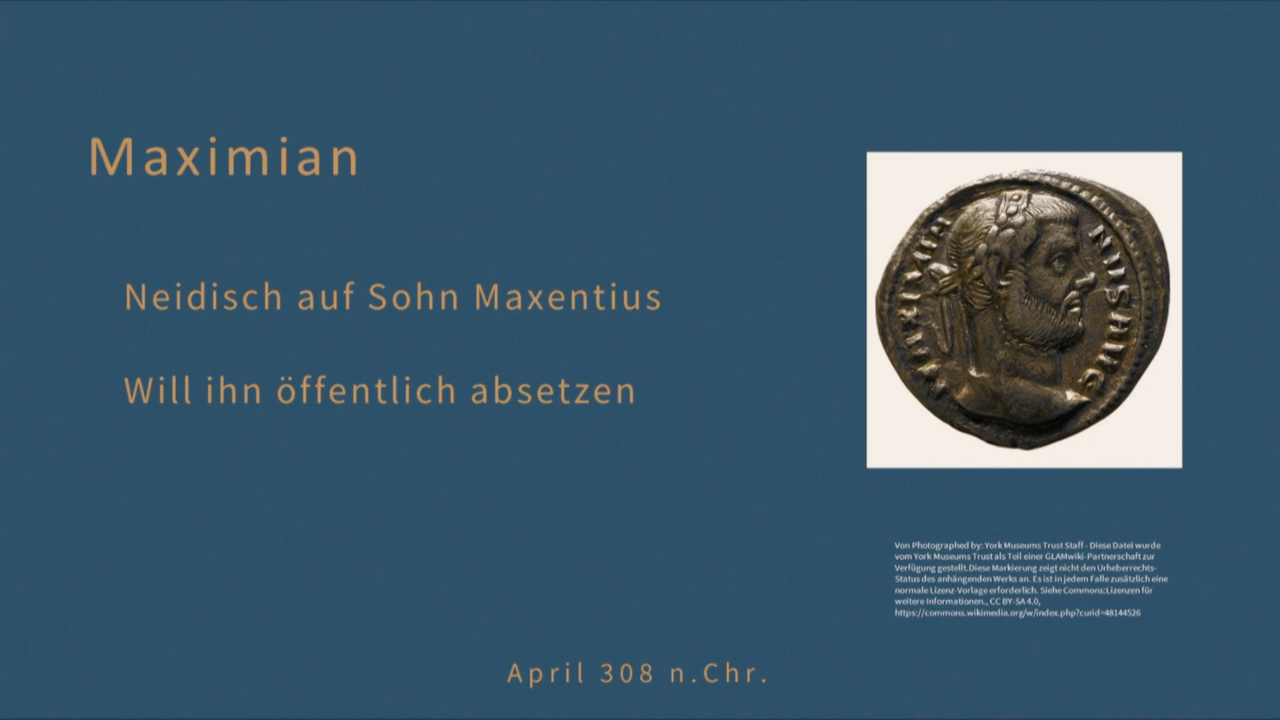 Maximian
Neidisch auf Sohn Maxentius
Will ihn öffentlich absetzen
MAXIMIA
NVSAVG
Von Photographed by: York Museums Trust Staff - Diese Datei wurde
vom York Museums Trust als Teil einer GLAMwiki-Partnerschaft zur
Verfügung gestellt.Diese Markierung zeigt nicht den Urheberrechts-
Status des anhängenden Werks an. Es ist in jedem Falle zusätzlich eine
normale Lizenz-Vorlage erforderlich. Siehe Commons:Lizenzen für
weitere Informationen., CC BY-SA 4.0,
https://commons.wikimedia.org/w/index.php?curid=48144526
April 308 n.Chr.